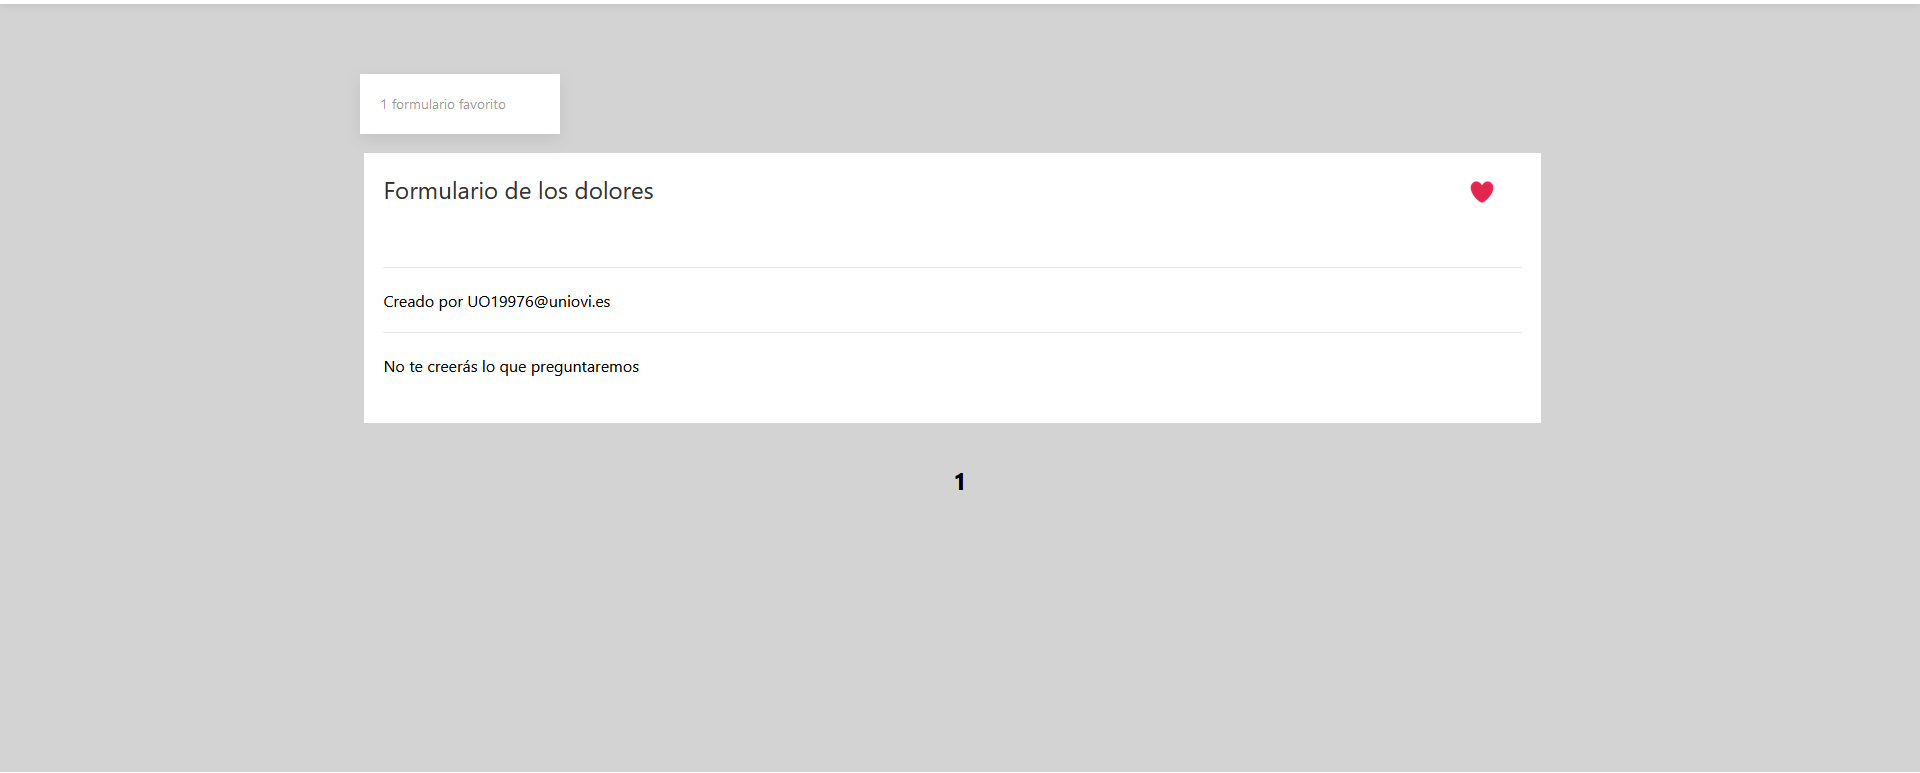 1 formulario favorito
Formulario de los dolores
Creado por UO19976@uniovi.es
No te creerás lo que preguntaremos
1